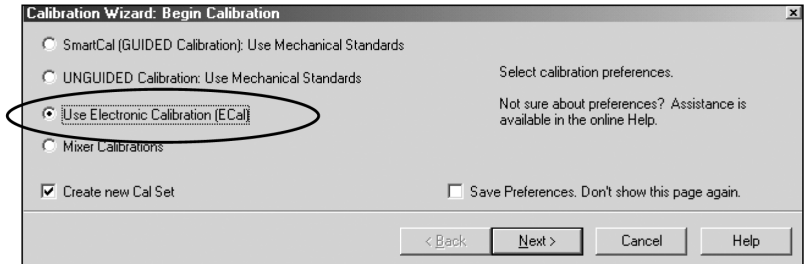 Calibration Wizard: Begin Calibration
SmartCal (GUIDED Calibration): Use Mechanical Standards
UNGUIDED Calibration: Use Mechanical Standards
Use Electronic Calibration (ECal)
Mixer Calibrations
Create new Cal Set
Select calibration preferences.
Not sure about preferences? Assistance is
available in the online Help.
Save Preferences. Don't show this page again.
< Back
Next >
Cancel
Help